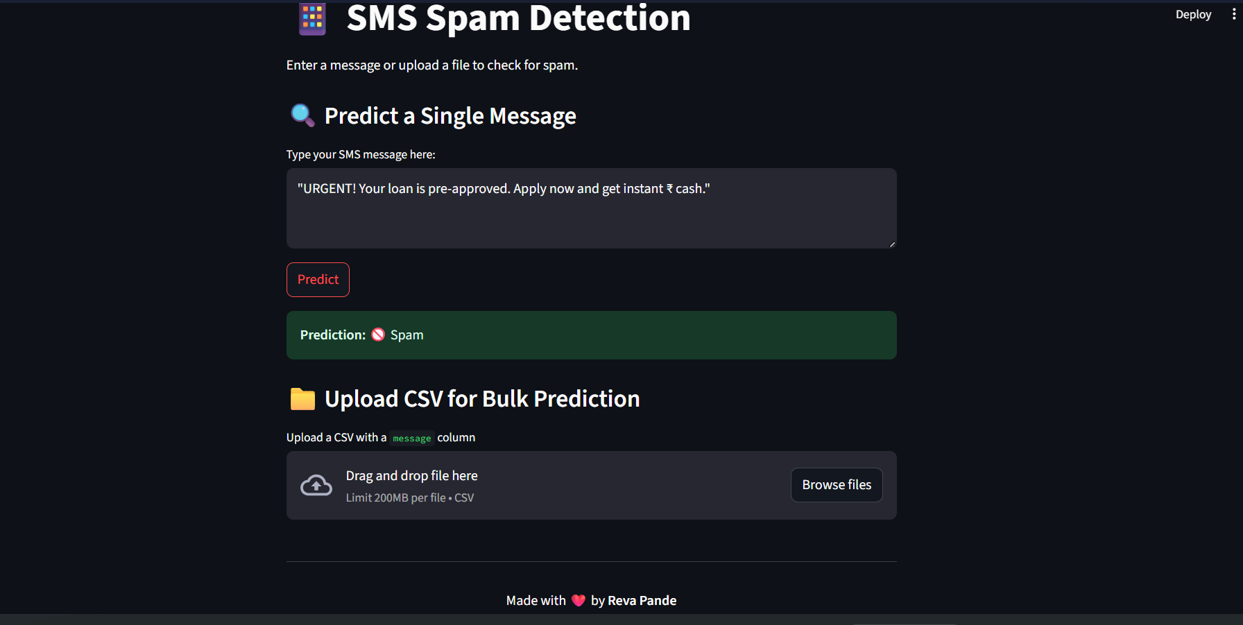 SMS Spam Detection
Deploy
Enter a message or upload a file to check for spam.
Predict a Single Message
Type your SMS message here:
"URGENT! Your loan is pre-approved. Apply now and get instant ₹ cash."
Predict
Prediction: 🚫 Spam
Upload CSV for Bulk Prediction
Upload a CSV with a message column
Drag and drop file here
Limit 200MB per file • CSV
Browse files
Made with ❤️ by Reva Pande